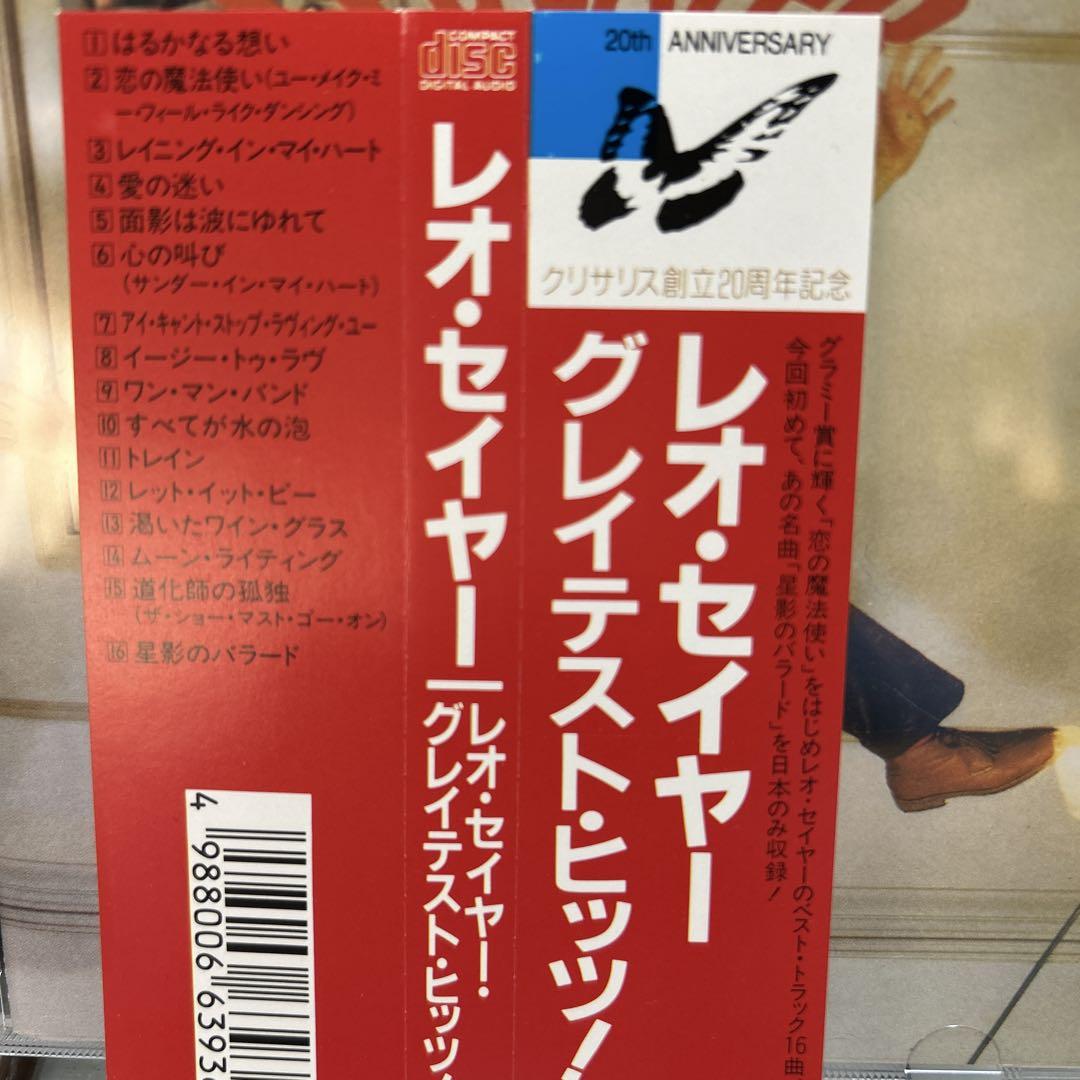 1 はるかなる想い
2 恋の魔法使い(ユー・メイク・ミ
ー・フィール・ライク・ダンシング)
3 レイニング・イン・マイ・ハート
4 愛の迷い
5 面影は波にゆれて
6 心の叫び
(サンダー・イン・マイ・ハート)
7 アイ・キャント・ストップ・ラヴィング・ユー
8 イージー・トゥ・ラヴ
9 ワン・マン・バンド
10 すべてが水の泡
11 トレイン
12 レット・イット・ビー
13 渇いたワイン・グラス
14 ムーン・ライティング
15 道化師の孤独
(ザ・ショー・マスト・ゴー・オン)
16 星影のバラード
4 988006 6393
COMPACT
disc
DIGITAL AUDIO
レオ・セイヤー
レオ・セイヤー・
グレイテスト・ヒッツ!
20th ANNIVERSARY
クリサリス創立20周年記念
レオ・セイヤー
グレイテスト・ヒッツ!
グラミー賞に輝く「恋の魔法使い」をはじめレオ・セイヤーのベスト・トラック16曲、
今回初めて、あの名曲「星影のバラード」を日本のみ収録!